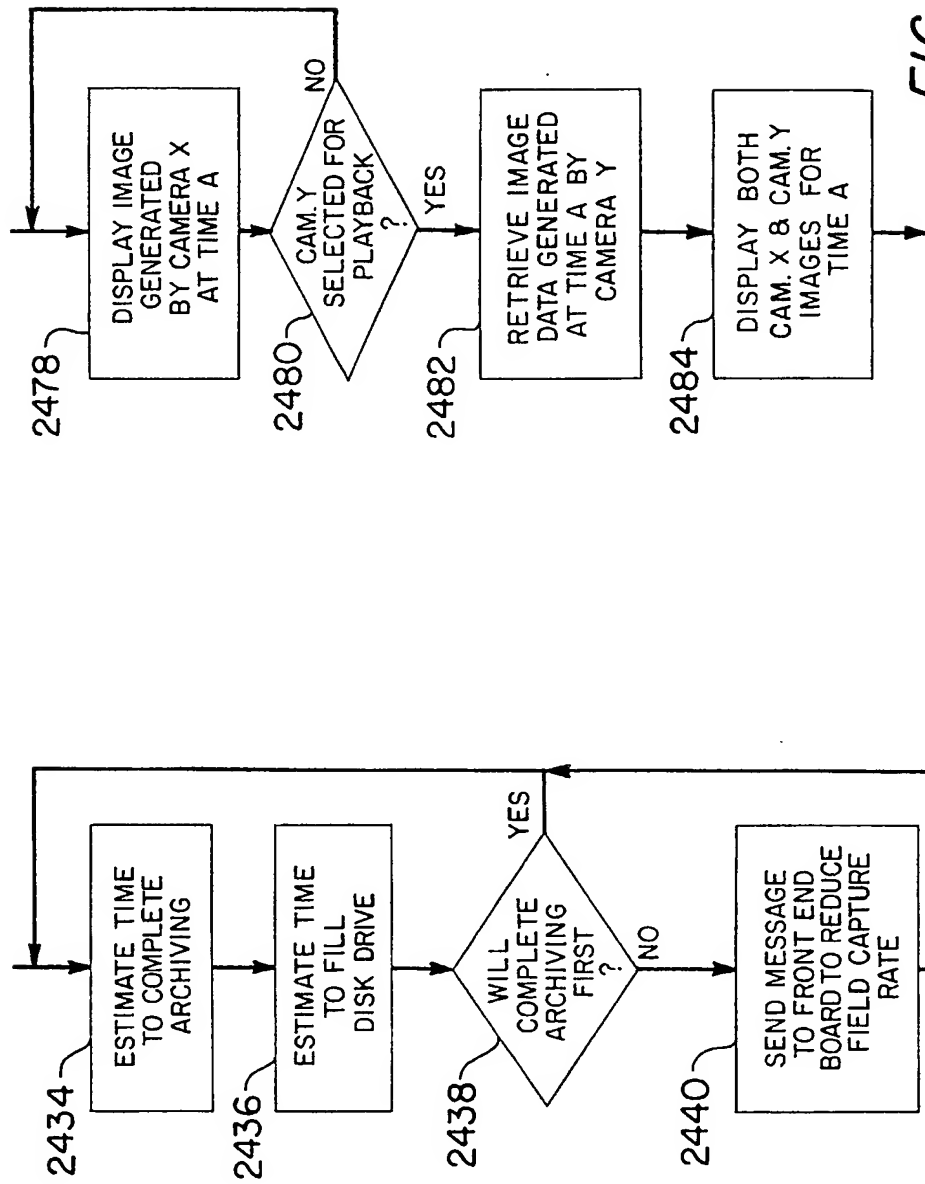 2434
ESTIMATE TIME
TO COMPLETE
ARCHIVING
2436
ESTIMATE TIME
TO FILL
DISK DRIVE
2438
WILL
COMPLETE
ARCHIVING
FIRST
?
YES
NO
2440
SEND MESSAGE
TO FRONT END
BOARD TO REDUCE
FIELD CAPTURE
RATE
2478
DISPLAY IMAGE
GENERATED
BY CAMERA X
AT TIME A
2480
CAM. Y
SELECTED FOR
PLAYBACK
?
NO
YES
2482
RETRIEVE IMAGE
DATA GENERATED
AT TIME A BY
CAMERA Y
2484
DISPLAY BOTH
CAM. X & CAM. Y
IMAGES FOR
TIME A
FIG